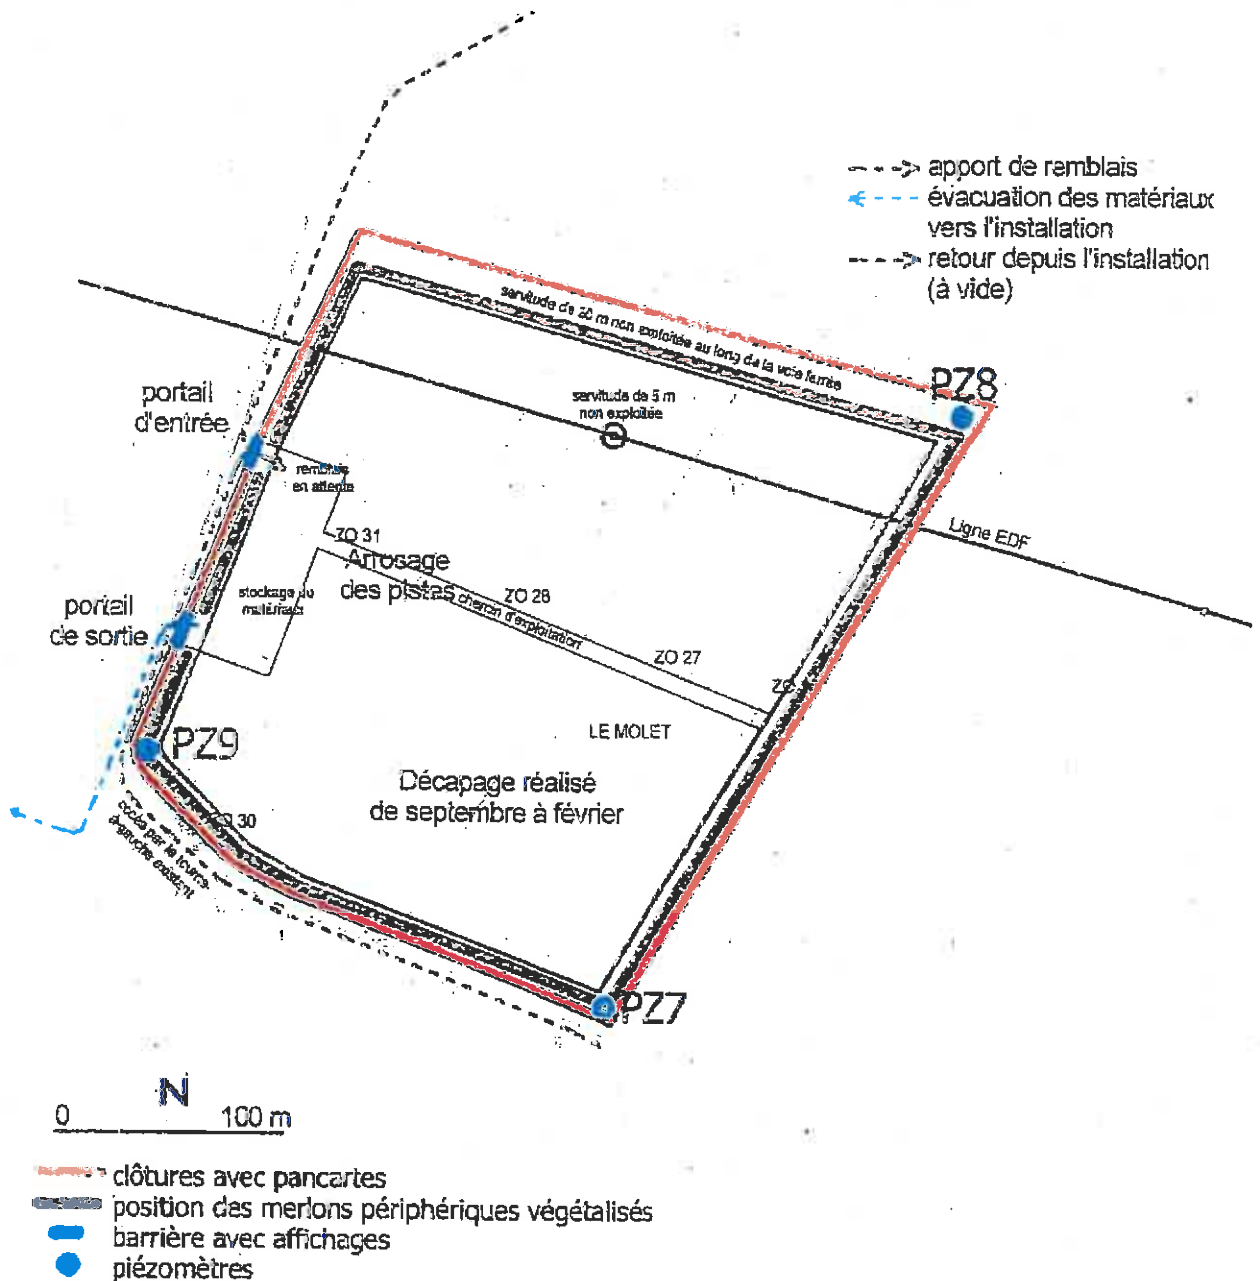 apport de remblais
évacuation des matériaux
vers l'installation
retour depuis l'installation
(à vide)
servitude de 20 m non exploitée au long de la voie ferrée
PZ8
portail
d'entrée
servitude de 5 m
non exploitée
remblais
en attente
Ligne EDF
ZO 31
Arrosage
des pistes
stockage de
matériaux
ZO 28
chemin d'exploitation
portail
de sortie
ZO 27
LE MOLET
PZ9
Décapage réalisé
de septembre à février
30
accès par le tourne-
à-gauche existant
PZ7
N
0 100 m
clôtures avec pancartes
position des merlons périphériques végétalisés
barrière avec affichages
piézomètres